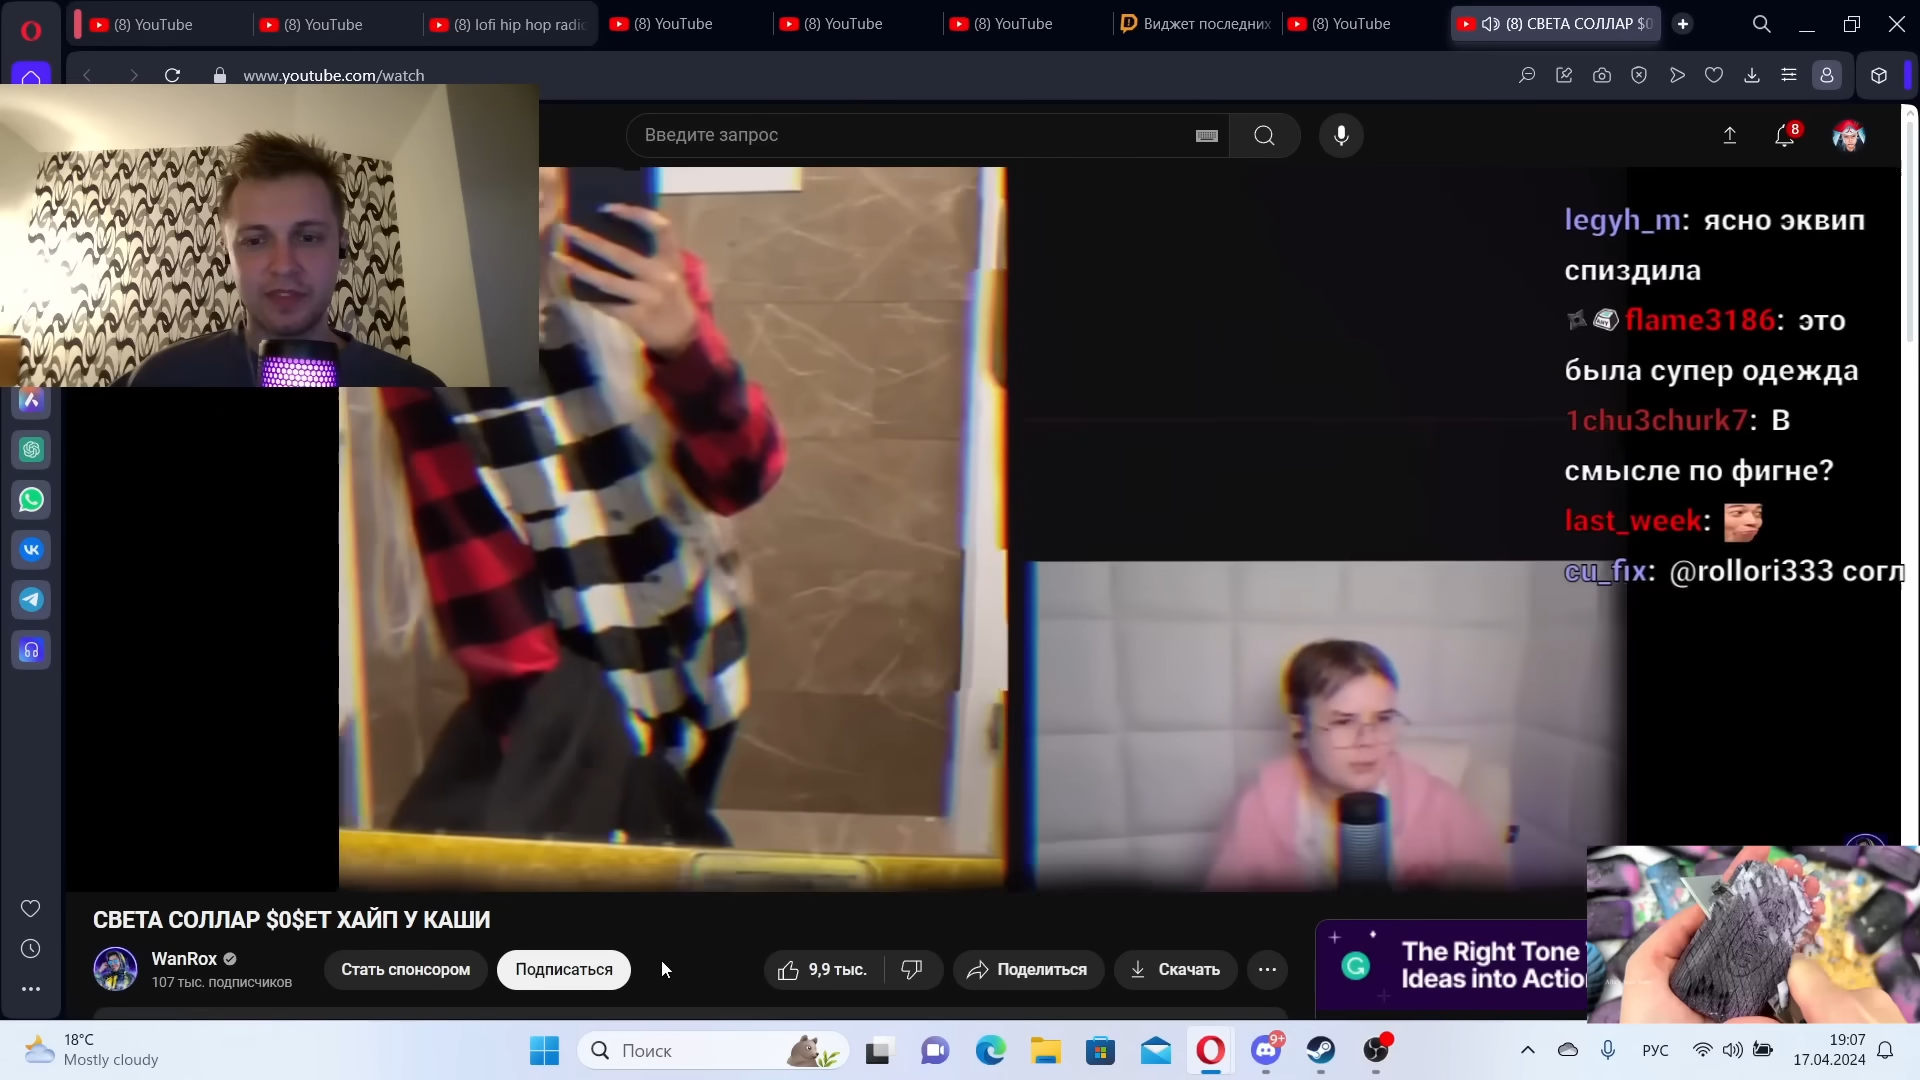 (8) YouTube
(8) YouTube
(8) lofi hip hop radio
(8) YouTube
(8) YouTube
(8) YouTube
Виджет последних
(8) YouTube
(8) СВЕТА СОЛЛАР $0
www.youtube.com/watch
Введите запрос
8
legyh_m: ясно эквип
спиздила
flame3186: это
была супер одежда
1chu3churk7: В
смысле по фигне?
last_week:
cu_fix: @rollori333 согл
СВЕТА СОЛЛАР $0$ЕТ ХАЙП У КАШИ
WanRox
107 тыс. подписчиков
Стать спонсором
Подписаться
9,9 тыс.
Поделиться
Скачать
The Right Tone
Ideas into Actio
18°C
Mostly cloudy
Поиск
9+
РУС
19:07
17.04.2024